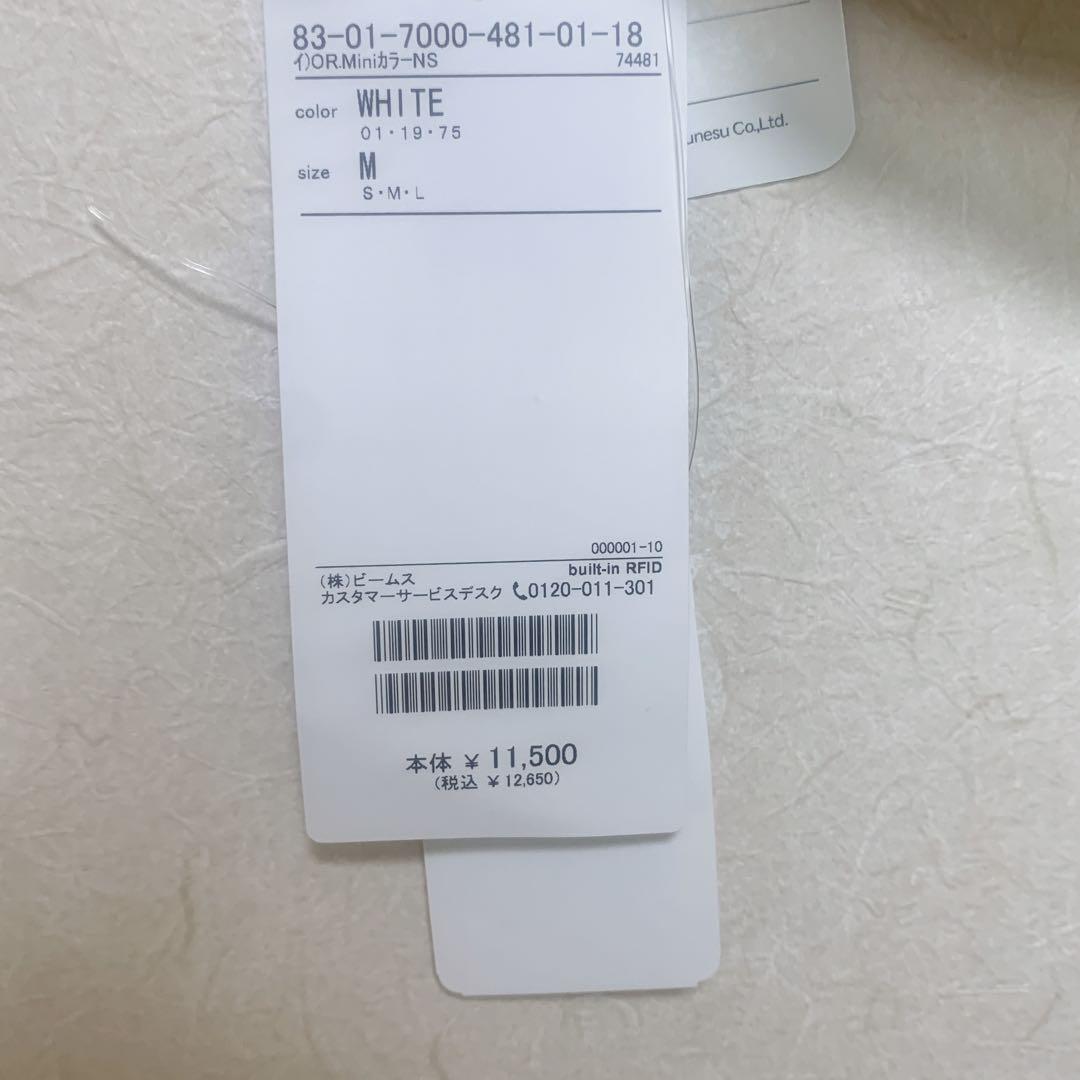 83-01-7000-481-01-18
ｲ)OR.Miniｶﾗｰ NS 74481
color WHITE
01・19・75
size M
S・M・L
000001-10
built-in RFID
(株)ビームス
カスタマーサービスデスク 0120-011-301
本体 ¥11,500
(税込 ¥12,650)
Co.,Ltd.